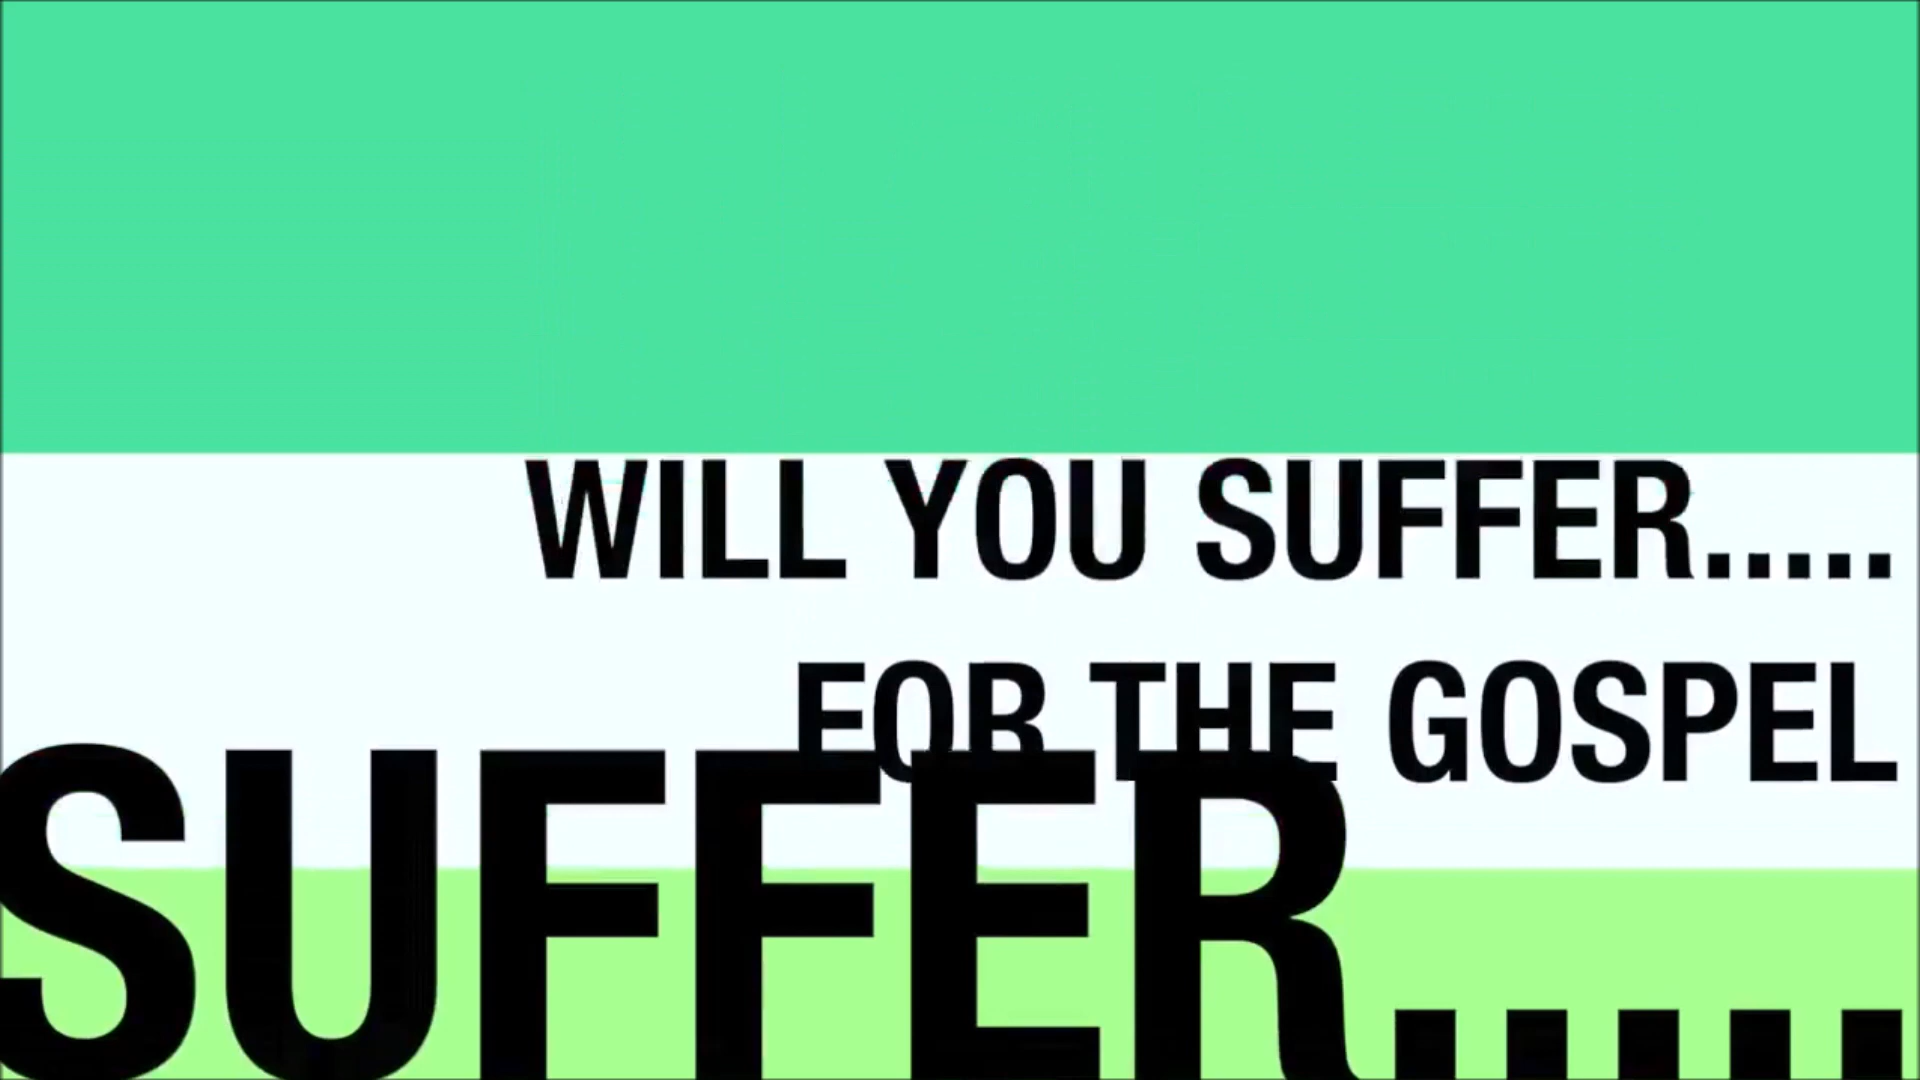 WILL YOU SUFFER.....
FOR THE GOSPEL
SUFFER.....